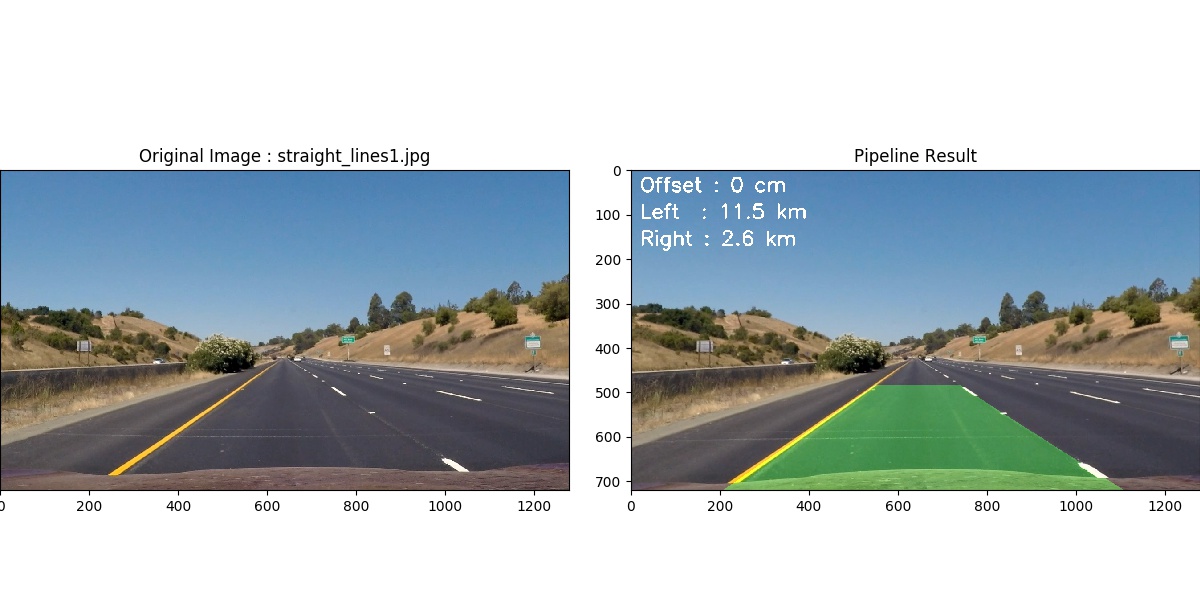 Original Image : straight_lines1.jpg
0 200 400 600 800 1000 1200
Pipeline Result
0
100
200
300
400
500
600
700
Offset : 0 cm
Left : 11.5 km
Right : 2.6 km
0 200 400 600 800 1000 1200